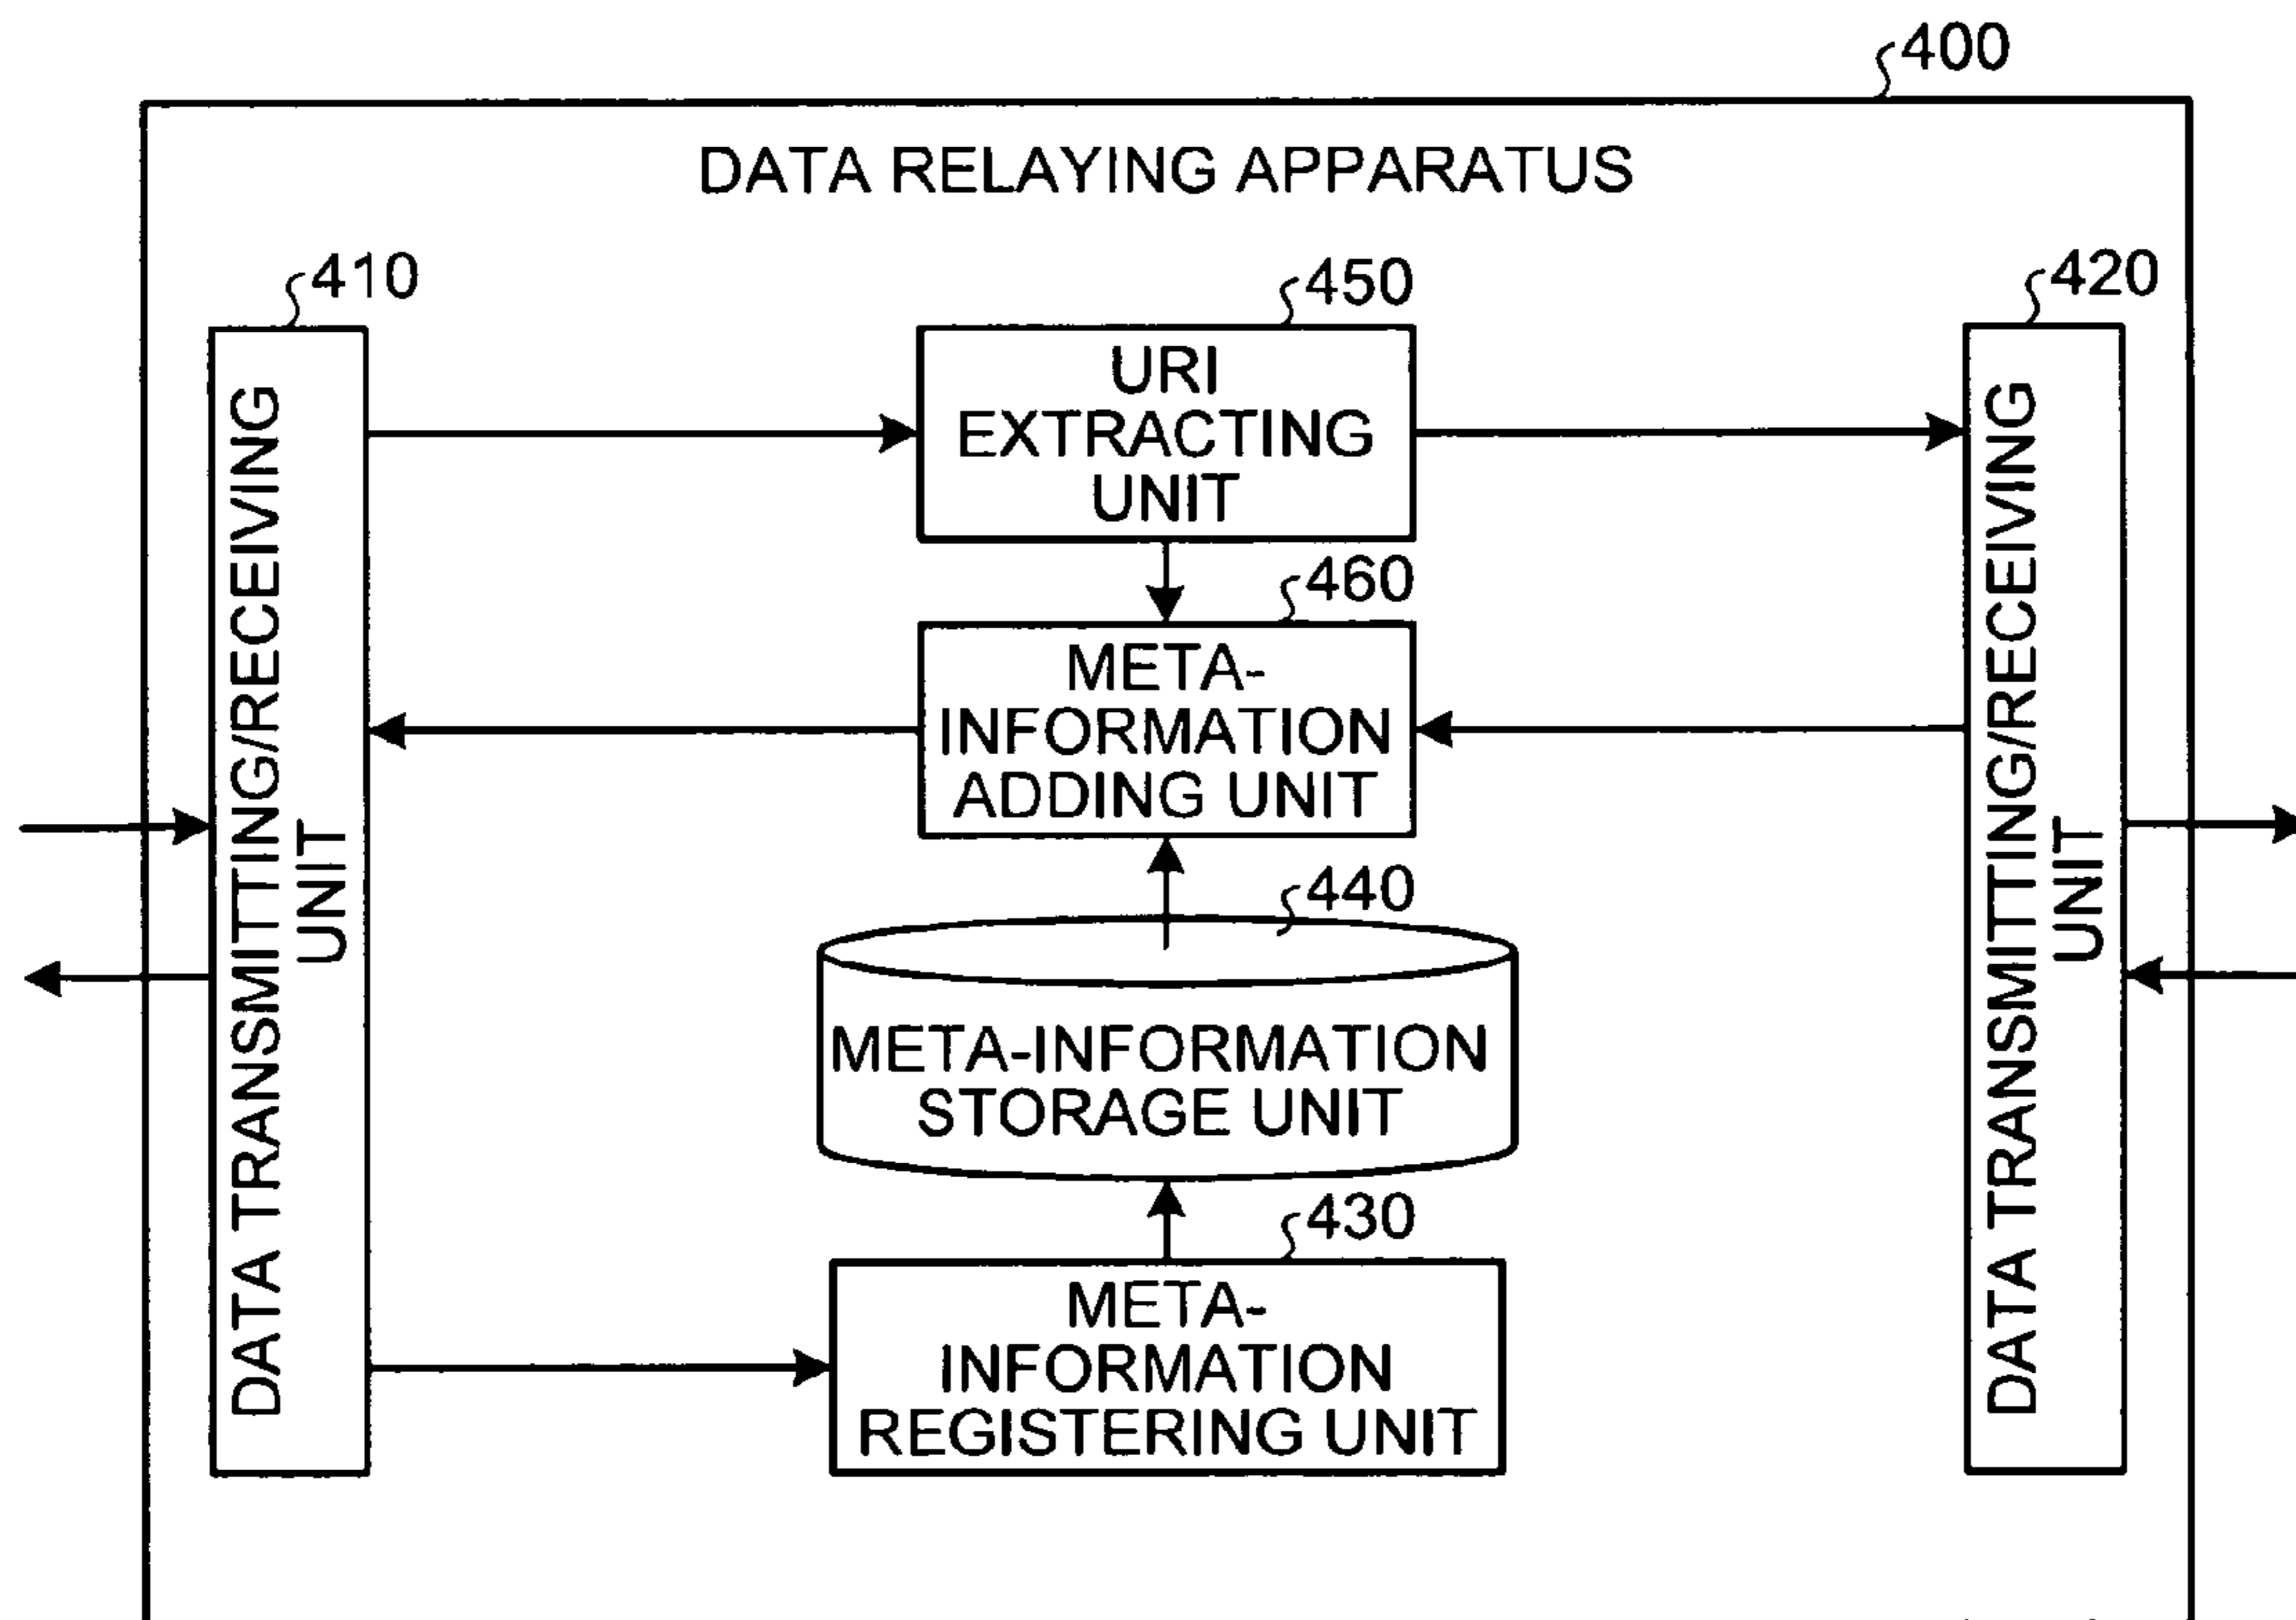 400
DATA RELAYING APPARATUS
410
450
420
DATA TRANSMITTING/RECEIVING
UNIT
URI
EXTRACTING
UNIT
460
META-
INFORMATION
ADDING UNIT
440
META-INFORMATION
STORAGE UNIT
430
META-
INFORMATION
REGISTERING UNIT
DATA TRANSMITTING/RECEIVING
UNIT